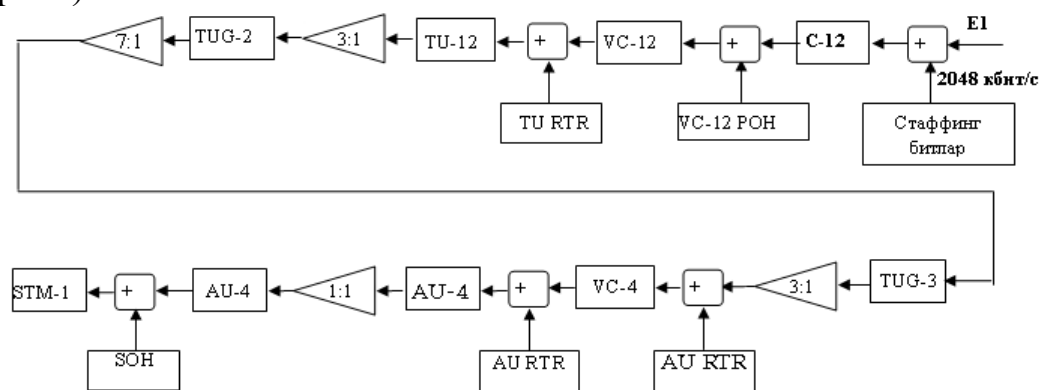 E1
7:1
TUG-2
3:1
TU-12
+
VC-12
+
C-12
+
2048 кбит/с
TU RTR
VC-12 POH
Стаффинг
битлар
STM-1
+
AU-4
1:1
AU-4
+
VC-4
+
3:1
TUG-3
SOH
AU RTR
AU RTR